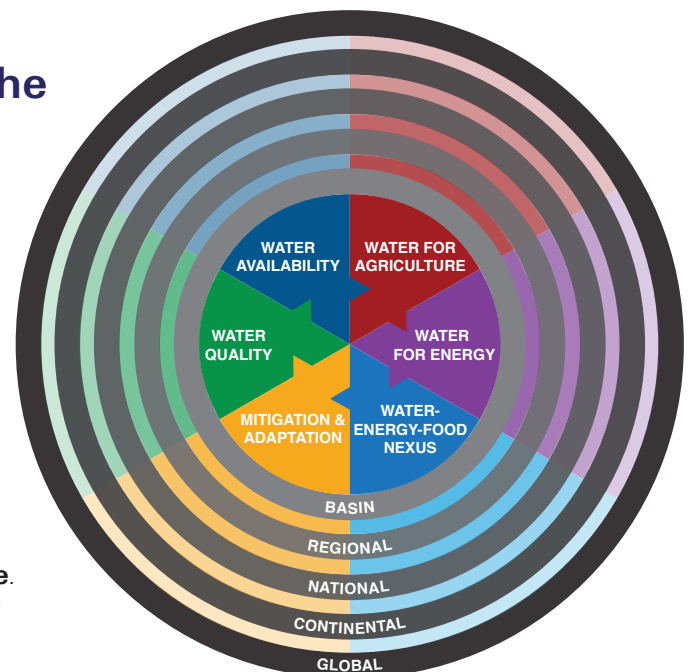 he
WATER
AVAILABILITY
WATER FOR
AGRICULTURE
WATER
QUALITY
WATER
FOR ENERGY
MITIGATION &
ADAPTATION
WATER-
ENERGY-FOOD
NEXUS
BASIN
REGIONAL
NATIONAL
CONTINENTAL
GLOBAL
e.